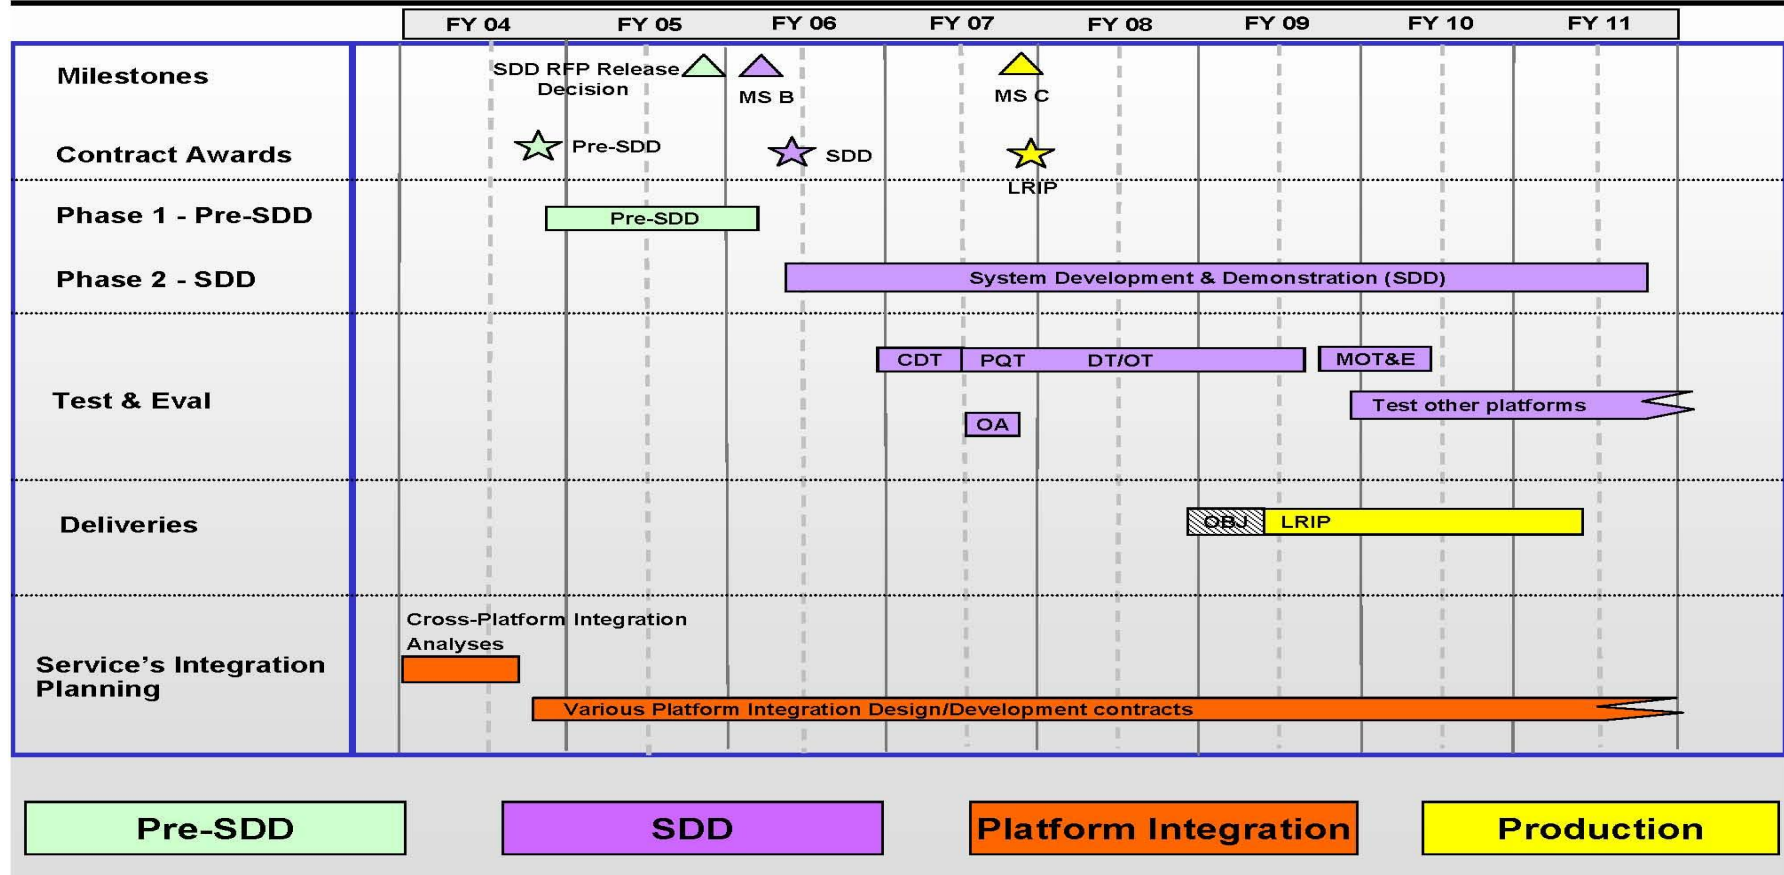 FY 04 FY 05 FY 06 FY 07 FY 08 FY 09 FY 10 FY 11
Milestones
SDD RFP Release
Decision
MS B
MS C
Contract Awards
Pre-SDD
SDD
LRIP
Phase 1 - Pre-SDD
Pre-SDD
Phase 2 - SDD
System Development & Demonstration (SDD)
Test & Eval
CDT
PQT
DT/OT
MOT&E
Test other platforms
OA
Deliveries
OBJ
LRIP
Service's Integration
Planning
Cross-Platform Integration
Analyses
Various Platform Integration Design/Development contracts
Pre-SDD
SDD
Platform Integration
Production